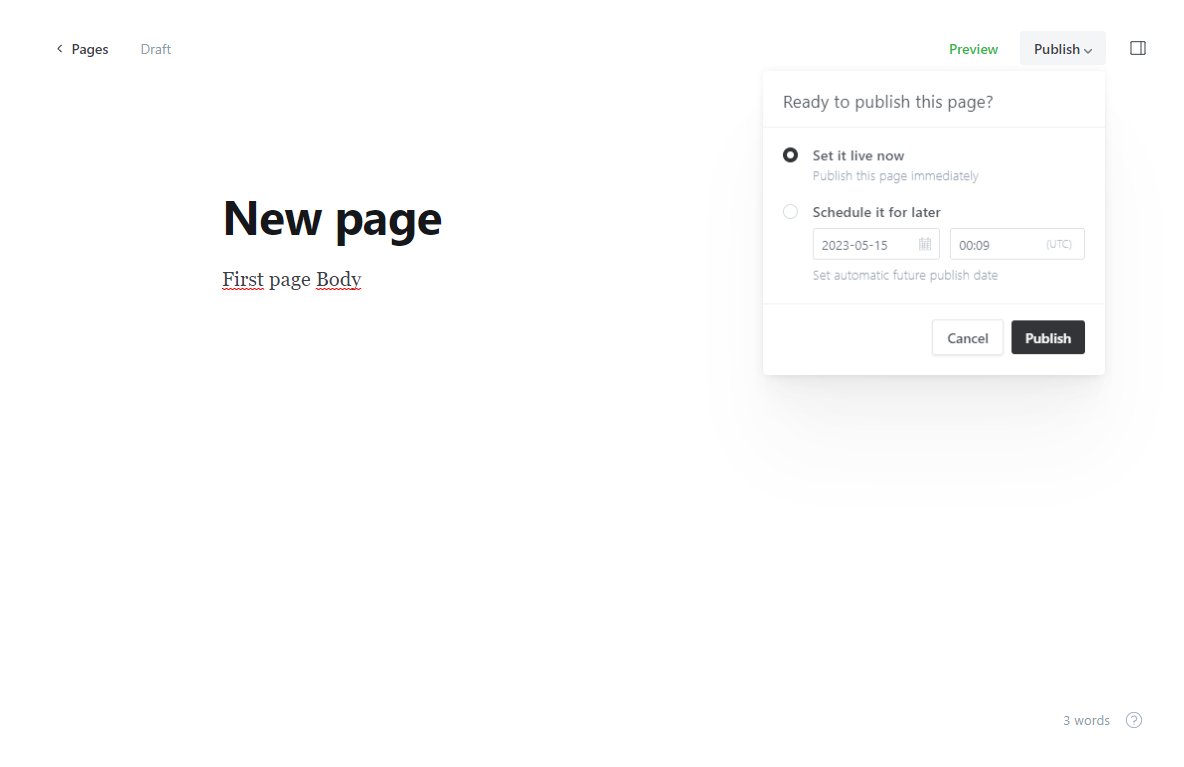 Pages Draft Preview Publish
Ready to publish this page?
Set it live now
Publish this page immediately
Schedule it for later
2023-05-15 00:09 (UTC)
Set automatic future publish date
Cancel Publish
New page
First page Body
3 words ?